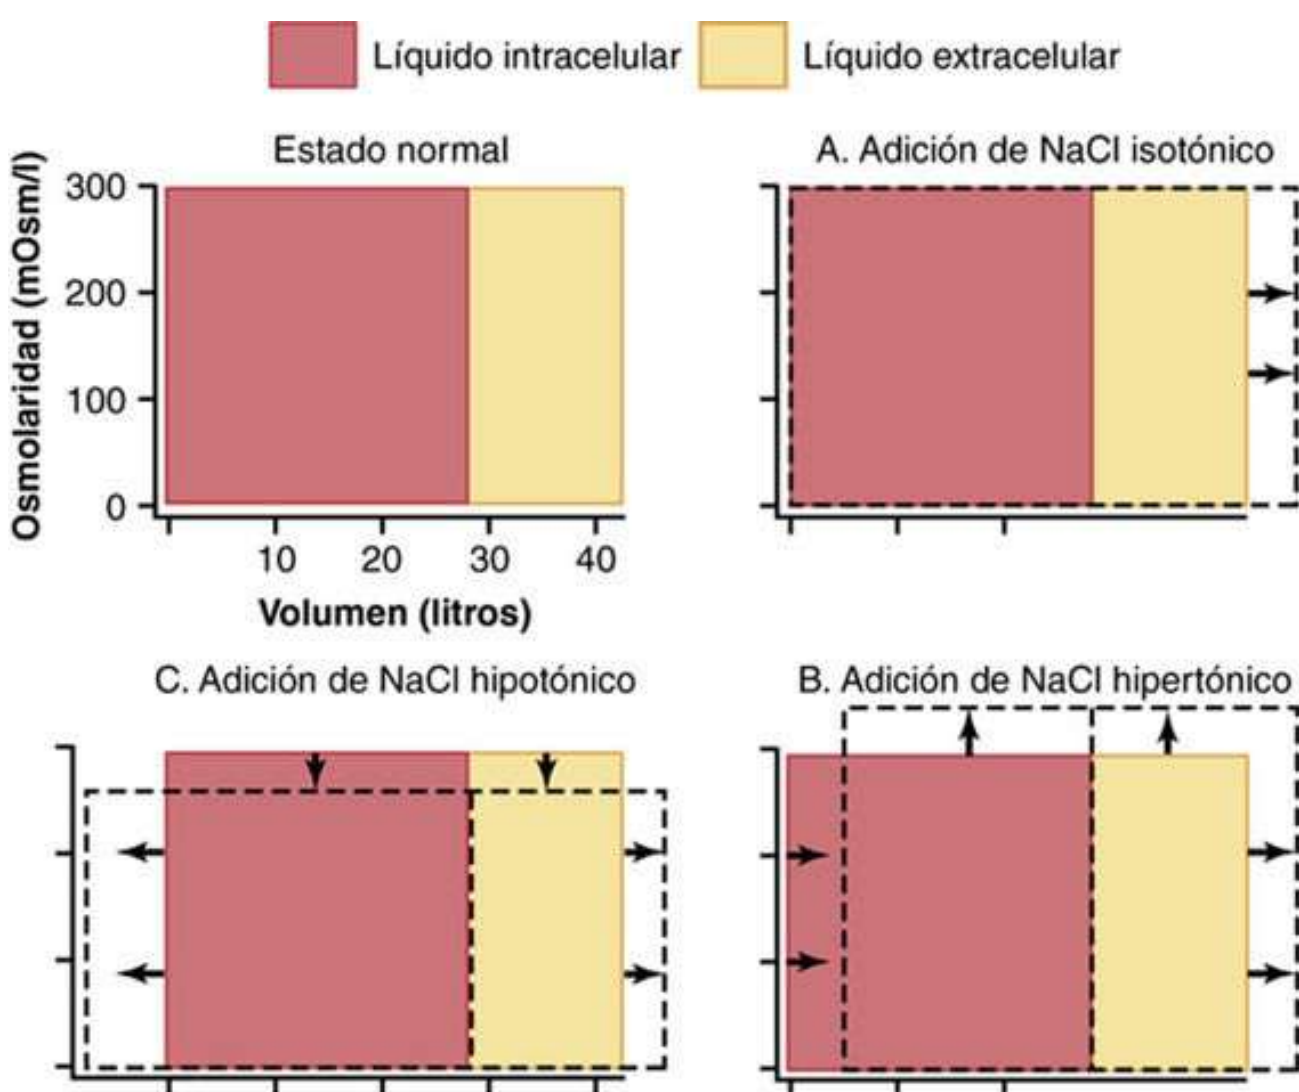 Líquido intracelular
Líquido extracelular
Estado normal
A. Adición de NaCl isotónico
Osmolaridad (mOsm/l)
300
200
100
0
10 20 30 40
Volumen (litros)
C. Adición de NaCl hipotónico
B. Adición de NaCl hipertónico